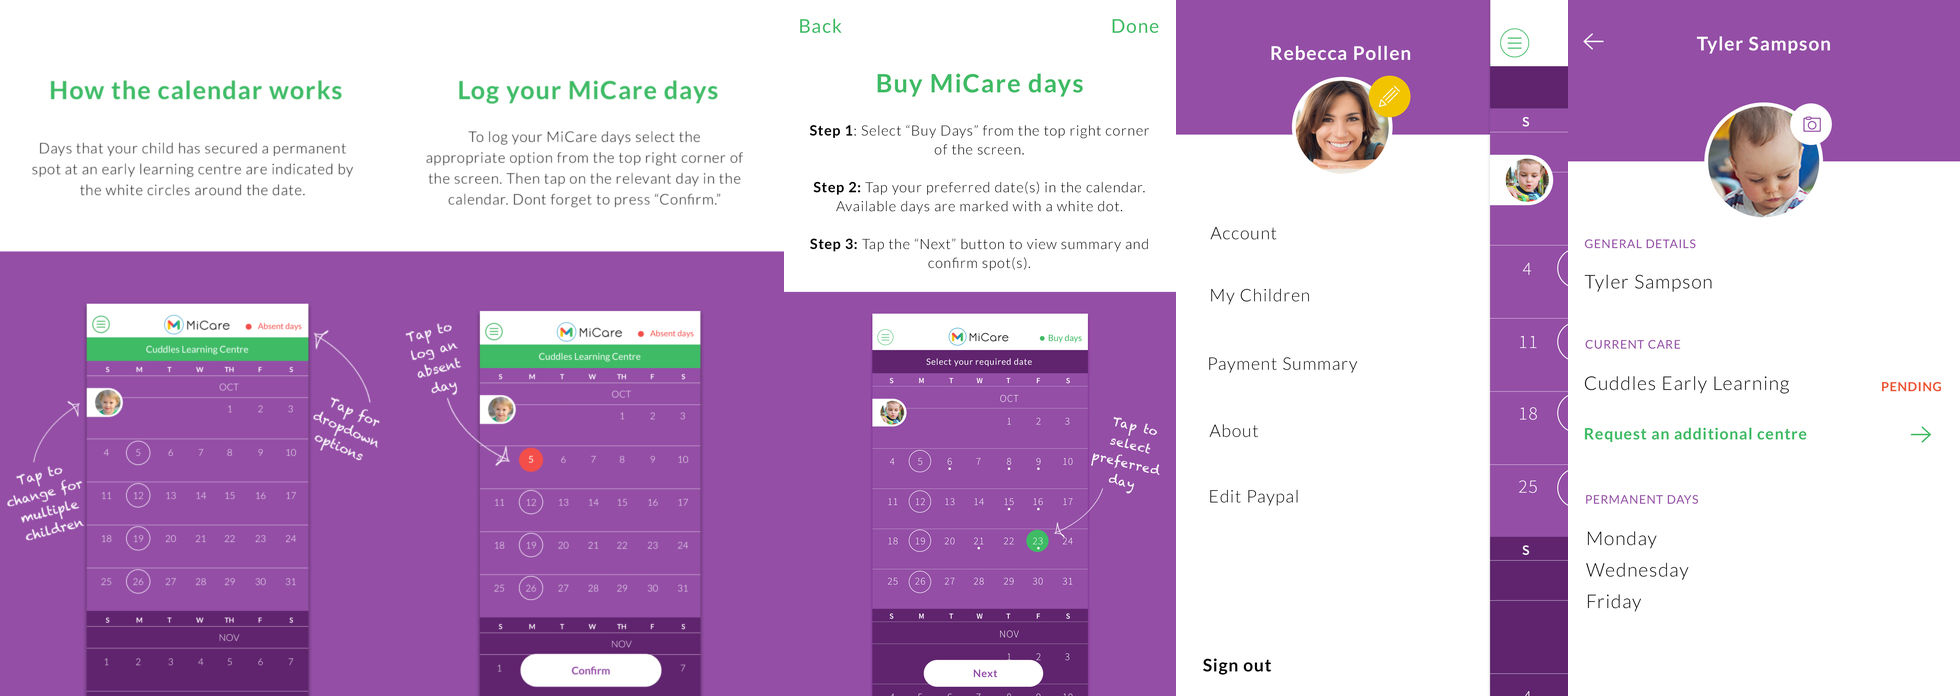 How the calendar works
Days that your child has secured a permanent
spot at an early learning centre are indicated by
the white circles around the date.
MiCare
Absent days
Cuddles Learning Centre
S M T W TH F S
OCT
1 2 3
4 5 6 7 8 9 10
11 12 13 14 15 16 17
18 19 20 21 22 23 24
25 26 27 28 29 30 31
S M T W TH F S
NOV
1 2 3 4 5 6 7
Tap to
change for
multiple
children
Tap for
dropdown
options
Log your MiCare days
To log your MiCare days select the
appropriate option from the top right corner of
the screen. Then tap on the relevant day in the
calendar. Dont forget to press “Confirm.”
Tap to
log an
absent
day
MiCare
Absent days
Cuddles Learning Centre
S M T W TH F S
OCT
1 2 3
5 6 7 8 9 10
11 12 13 14 15 16 17
18 19 20 21 22 23 24
25 26 27 28 29 30 31
S M T W TH F S
NOV
1 7
Confirm
Back
Done
Buy MiCare days
Step 1: Select “Buy Days” from the top right corner
of the screen.
Step 2: Tap your preferred date(s) in the calendar.
Available days are marked with a white dot.
Step 3: Tap the “Next” button to view summary and
confirm spot(s).
MiCare
Buy days
Select your required date
S M T W T F S
OCT
1 2 3
4 5 6 7 8 9 10
11 12 13 14 15 16 17
18 19 20 21 22 23 24
25 26 27 28 29 30 31
S M T W T F S
NOV
1 2 3
Next
Tap to
select
preferred
day
Rebecca Pollen
Account
My Children
Payment Summary
About
Edit Paypal
Sign out
S
4
11
18
25
S
Tyler Sampson
GENERAL DETAILS
Tyler Sampson
CURRENT CARE
Cuddles Early Learning
PENDING
Request an additional centre
PERMANENT DAYS
Monday
Wednesday
Friday